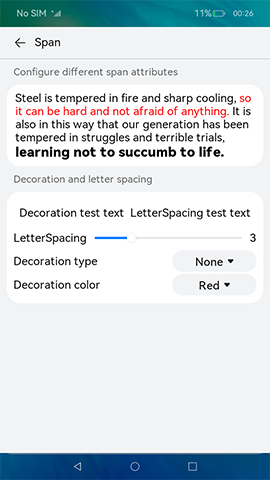 No SIM 11% 00:26
Span
Configure different span attributes
Steel is tempered in fire and sharp cooling, so
it can be hard and not afraid of anything. It is
also in this way that our generation has been
tempered in struggles and terrible trials,
learning not to succumb to life.
Decoration and letter spacing
Decoration test text LetterSpacing test text
LetterSpacing 3
Decoration type None
Decoration color Red